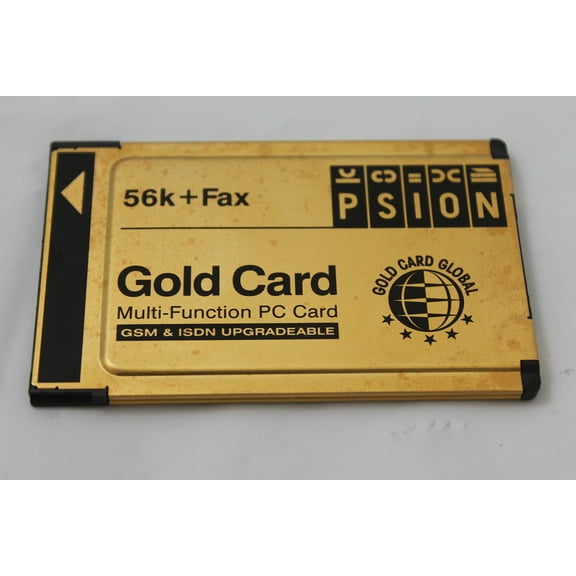 56k+Fax
PSION
Gold Card
Multi-Function PC Card
GSM & ISDN UPGRADEABLE
GOLD CARD GLOBAL